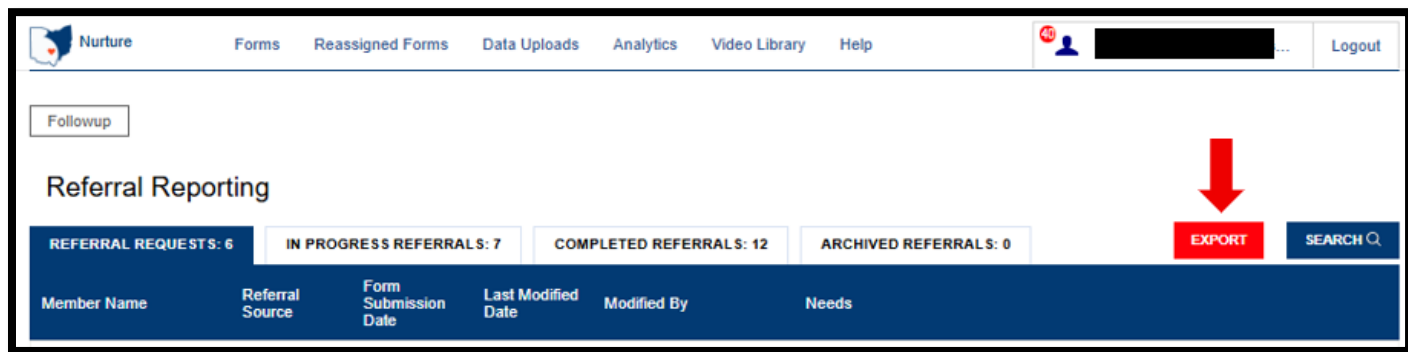 Nurture Forms Reassigned Forms Data Uploads Analytics Video Library Help 40 ... Logout
Followup
Referral Reporting
REFERRAL REQUESTS: 6 IN PROGRESS REFERRALS: 7 COMPLETED REFERRALS: 12 ARCHIVED REFERRALS: 0 EXPORT SEARCH
Member Name Referral Source Form Submission Date Last Modified Date Modified By Needs